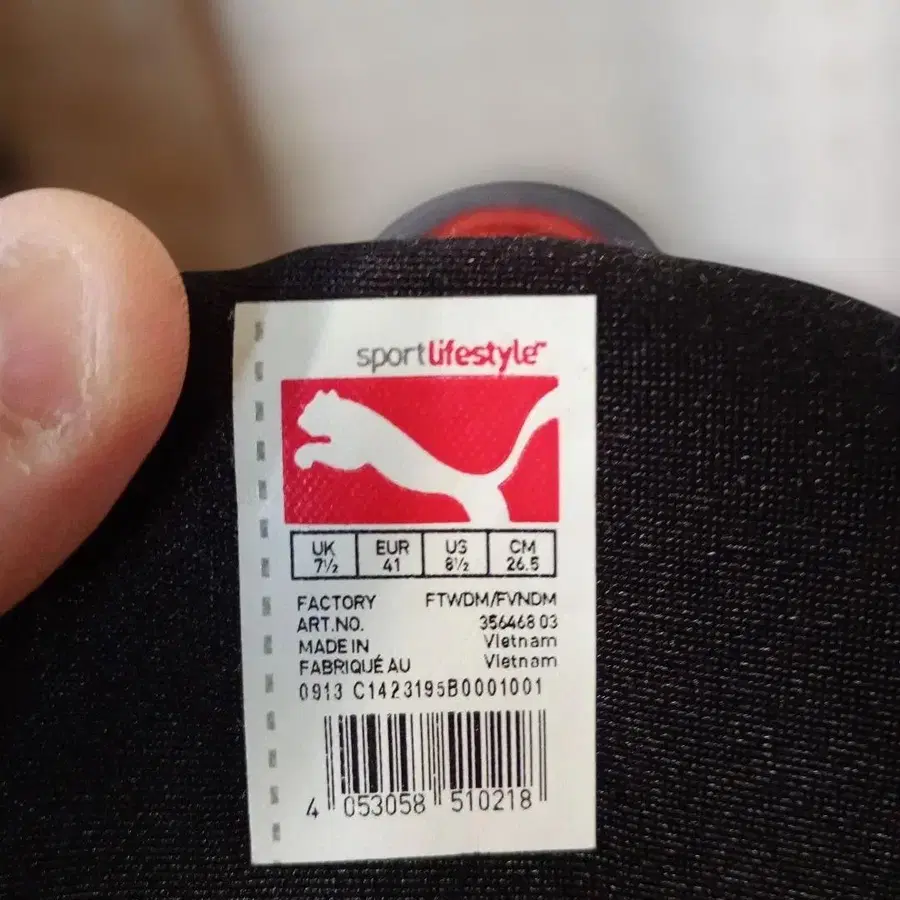 sportlifestyle™
UK EUR US CM
7½ 41 8½ 26.5
FACTORY FTWDM/FVNDM
ART.NO. 356468 03
MADE IN Vietnam
FABRIQUÉ AU Vietnam
0913 C1423195B0001001
4 053058 510218